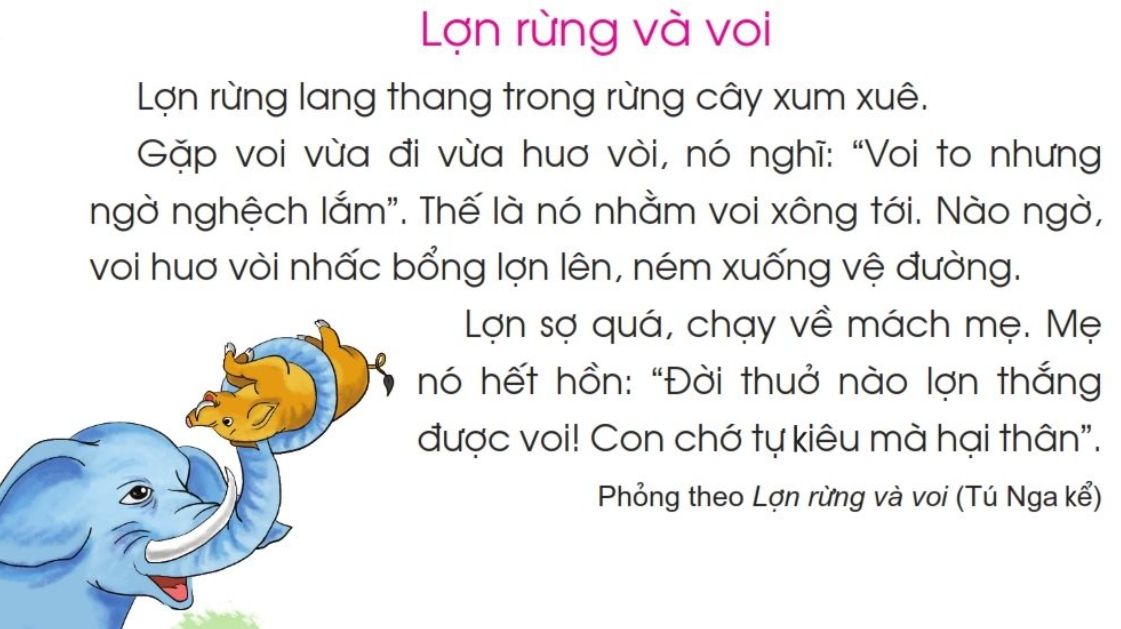 Lợn rừng và voi
Lợn rừng lang thang trong rừng cây xum xuê.
Gặp voi vừa đi vừa huơ vòi, nó nghĩ: “Voi to nhưng
ngờ nghệch lắm”. Thế là nó nhằm voi xông tới. Nào ngờ,
voi huơ vòi nhấc bổng lợn lên, ném xuống vệ đường.
Lợn sợ quá, chạy về mách mẹ. Mẹ
nó hết hồn: “Đời thuở nào lợn thắng
được voi! Con chớ tự kiêu mà hại thân”.
Phỏng theo Lợn rừng và voi (Tú Nga kể)